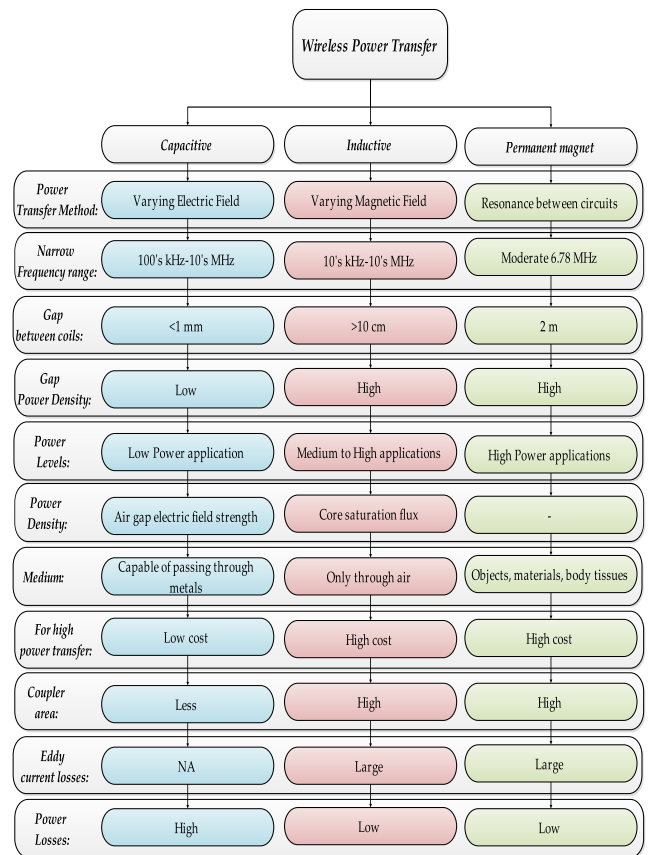 Wireless Power Transfer
Capacitive
Inductive
Permanent magnet
Power
Transfer Method:
Varying Electric Field
Varying Magnetic Field
Resonance between circuits
Narrow
Frequency range:
100's kHz-10's MHz
10's kHz-10's MHz
Moderate 6.78 MHz
Gap
between coils:
<1 mm
>10 cm
2 m
Gap
Power Density:
Low
High
High
Power
Levels:
Low Power application
Medium to High applications
High Power applications
Power
Density:
Air gap electric field strength
Core saturation flux
-
Medium:
Capable of passing through
metals
Only through air
Objects, materials, body tissues
For high
power transfer:
Low cost
High cost
High cost
Coupler
area:
Less
High
High
Eddy
current losses:
NA
Large
Large
Power
Losses:
High
Low
Low